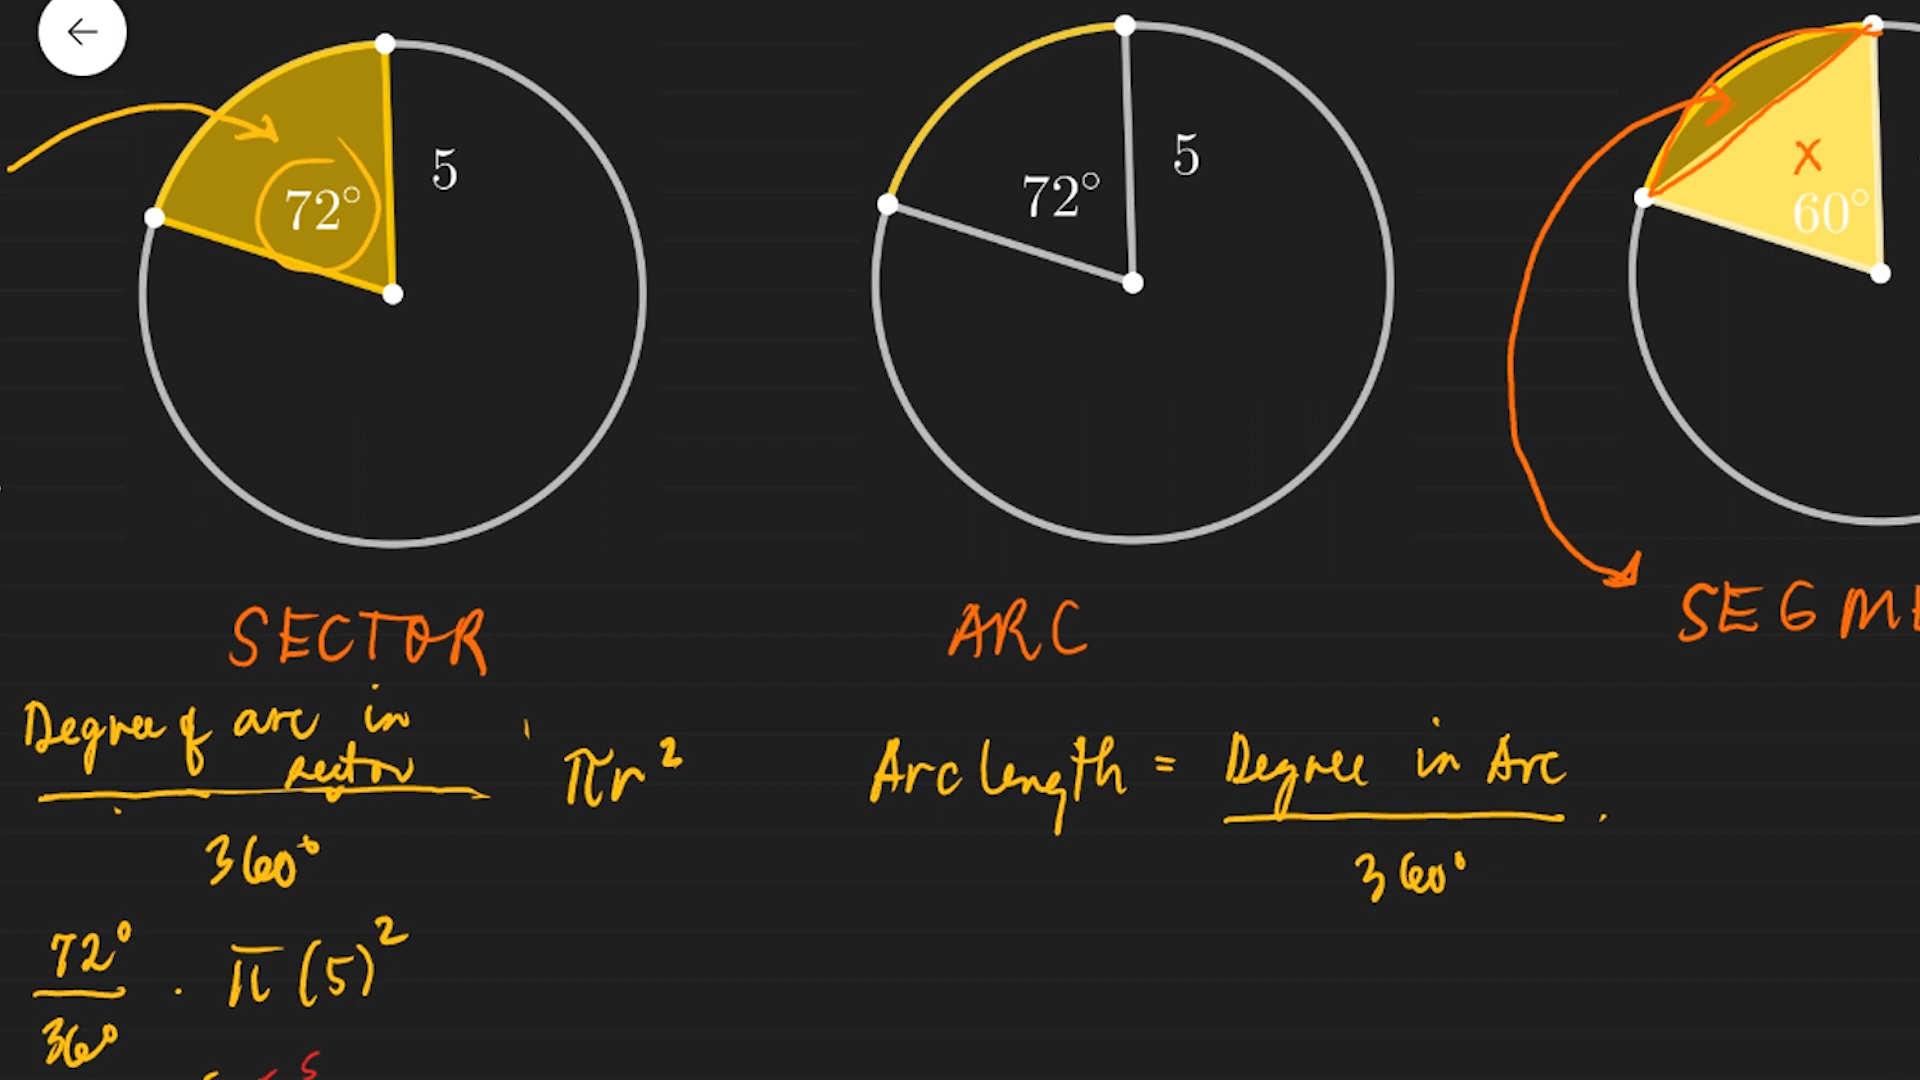 72° 5
72° 5
x
60°
SECTOR
ARC
SEGM
Degree of arc in
sector
360°
πr²
Arc length = Degree in Arc .
360°
72° . π (5)²
360
5